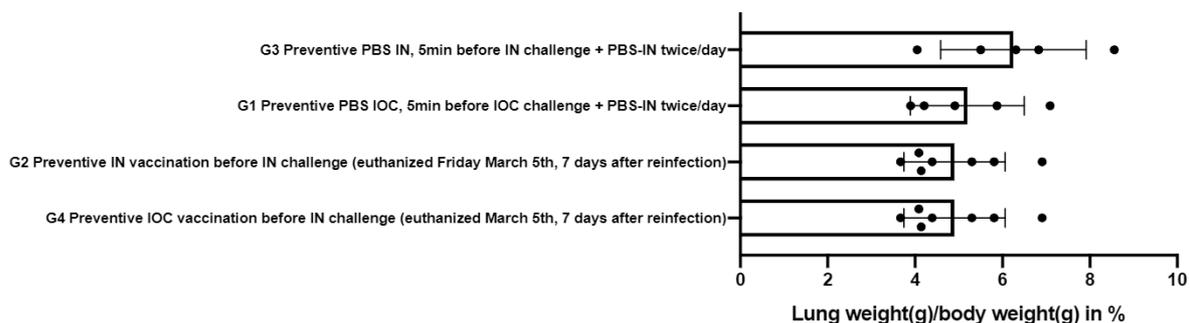 G3 Preventive PBS IN, 5min before IN challenge + PBS-IN twice/day
G1 Preventive PBS IOC, 5min before IOC challenge + PBS-IN twice/day
G2 Preventive IN vaccination before IN challenge (euthanized Friday March 5th, 7 days after reinfection)
G4 Preventive IOC vaccination before IN challenge (euthanized March 5th, 7 days after reinfection)
0 2 4 6 8 10
Lung weight(g)/body weight(g) in %